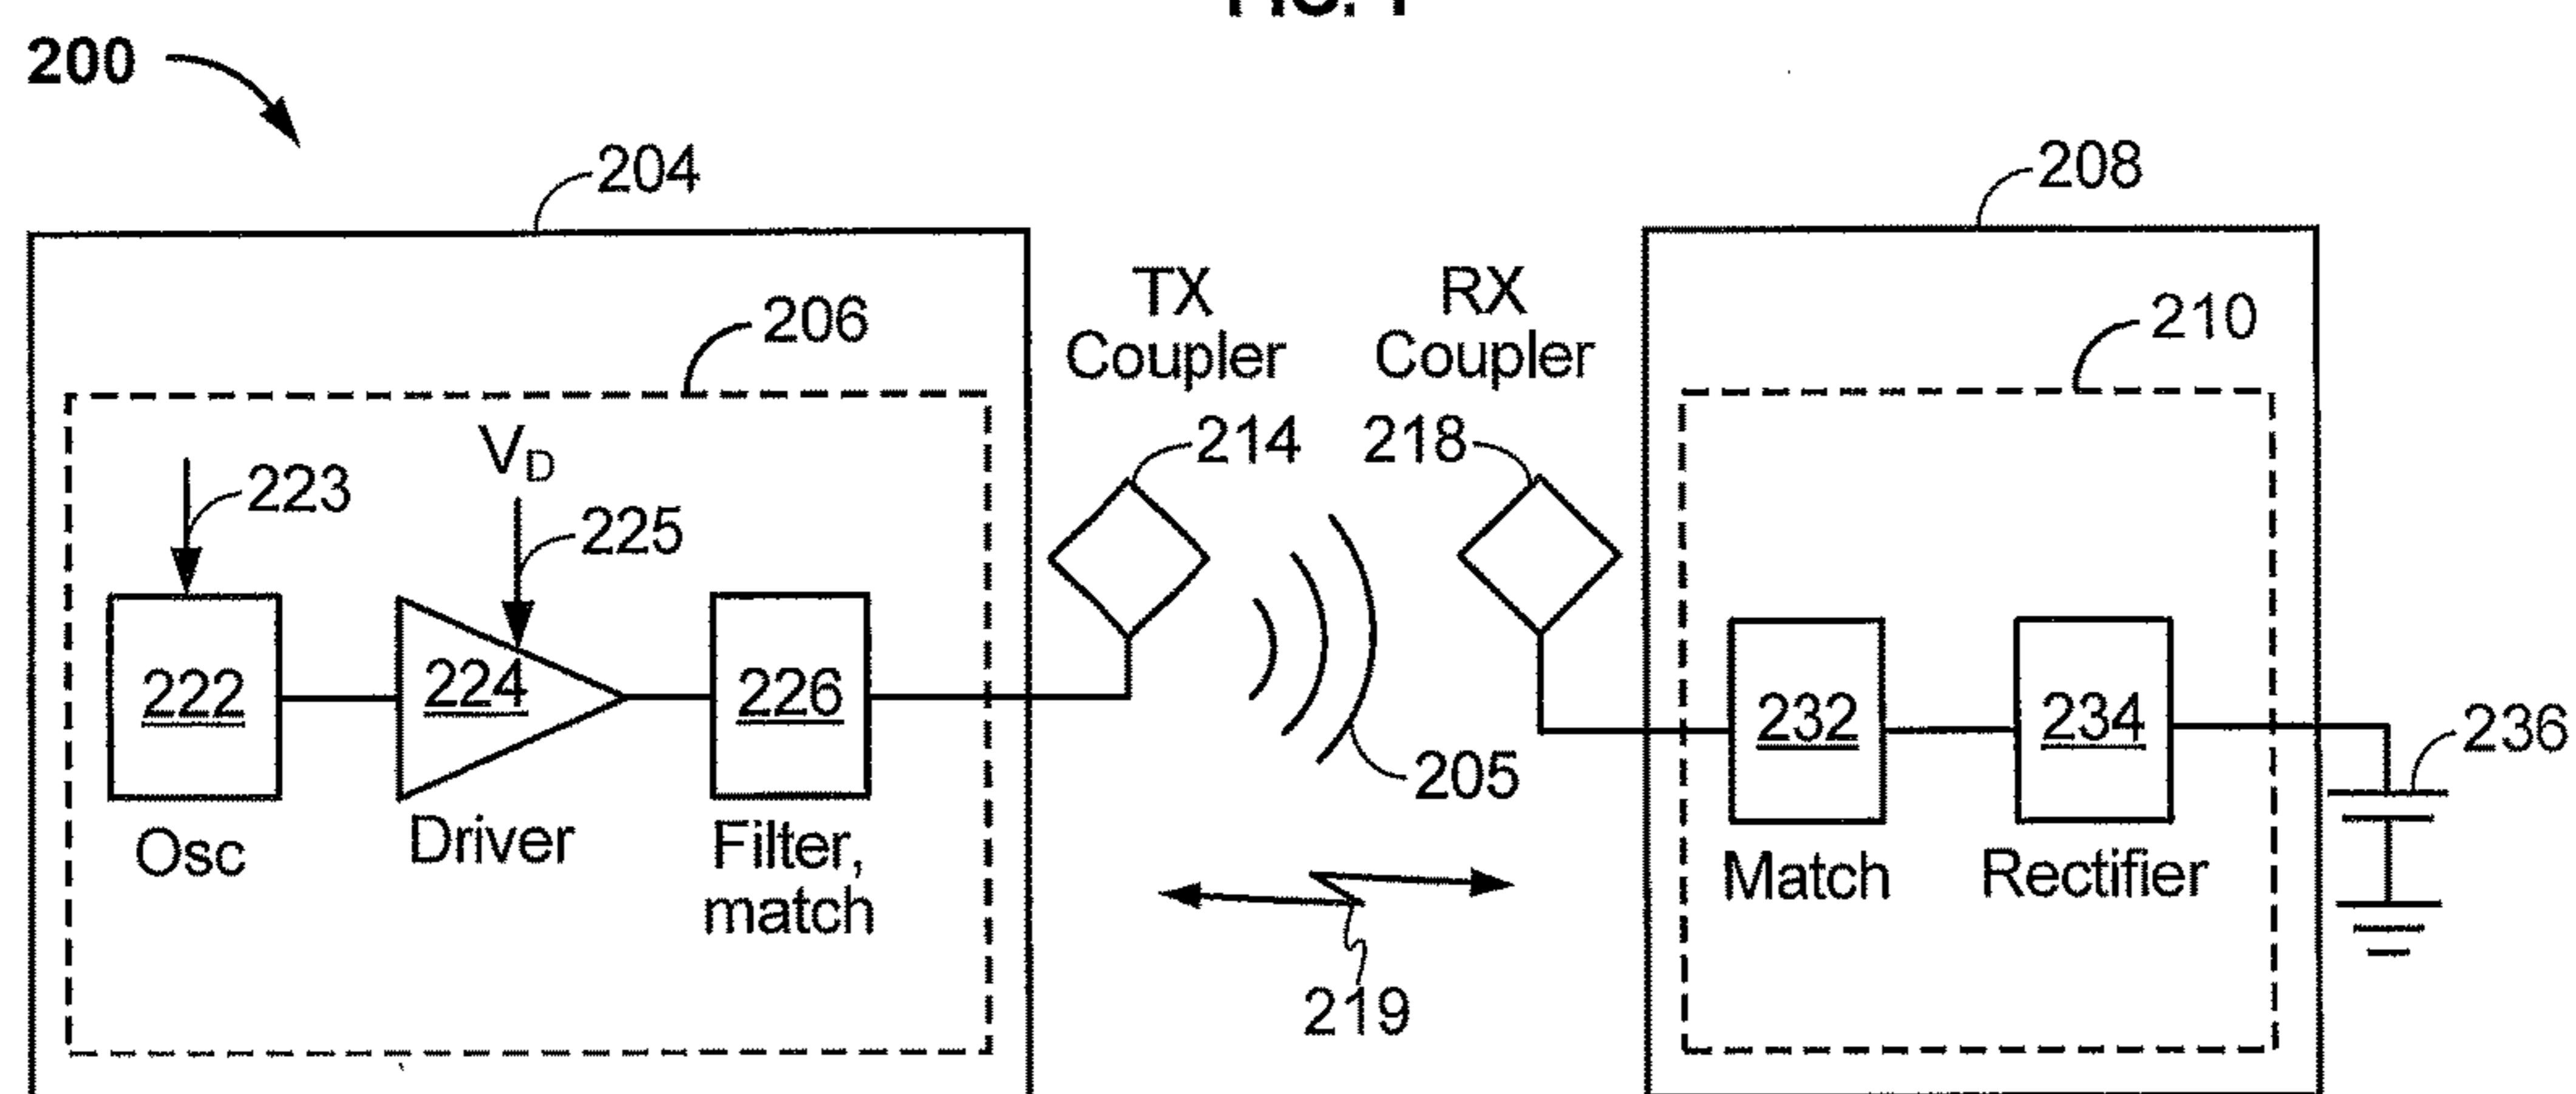 200
204
208
TX
Coupler
RX
Coupler
206
210
214
218
V_D
223
225
222
224
226
232
234
236
205
Osc
Driver
Filter,
match
Match
Rectifier
219